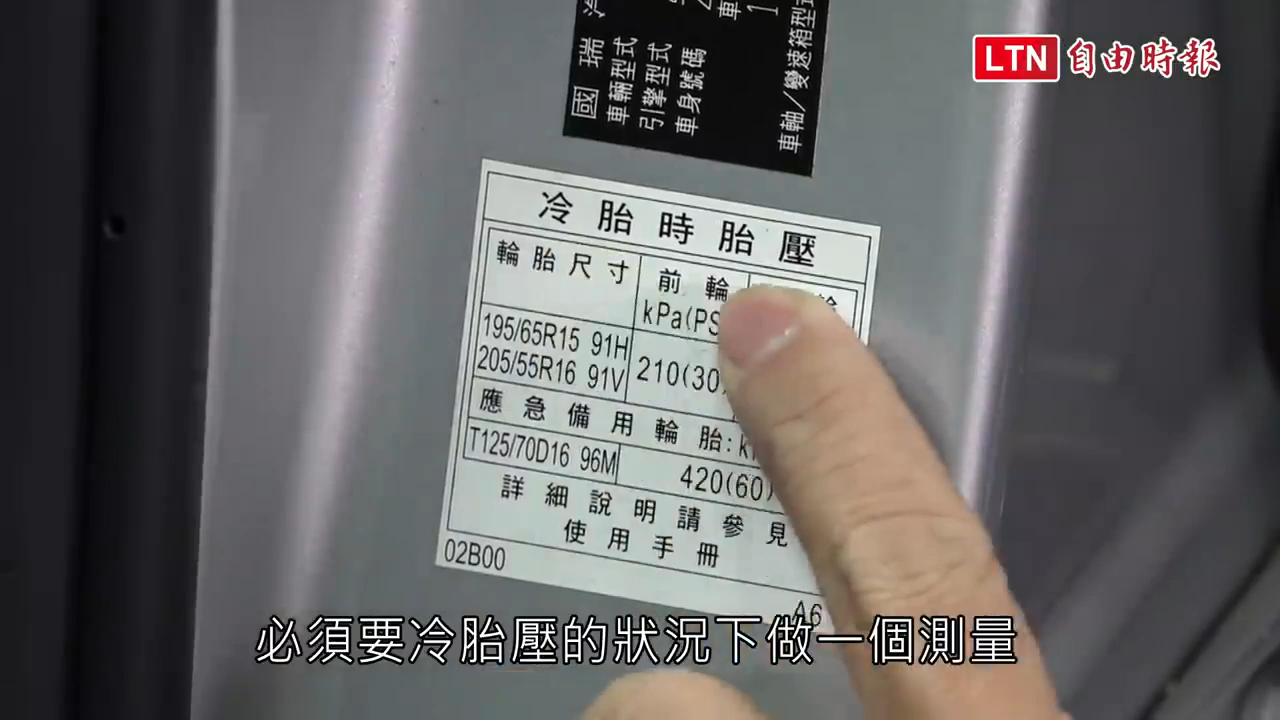 LTN 自由時報
國瑞汽
車輛型式
引擎型式
車身號碼
車軸/變速箱型式
冷胎時胎壓
輪胎尺寸 前輪 輪
kPa(PS
195/65R15 91H
205/55R16 91V
210(30)
應急備用輪胎:k
T125/70D16 96M 420(60)
詳細說明請參見
使用手冊
02B00 A6
必須要冷胎壓的狀況下做一個測量